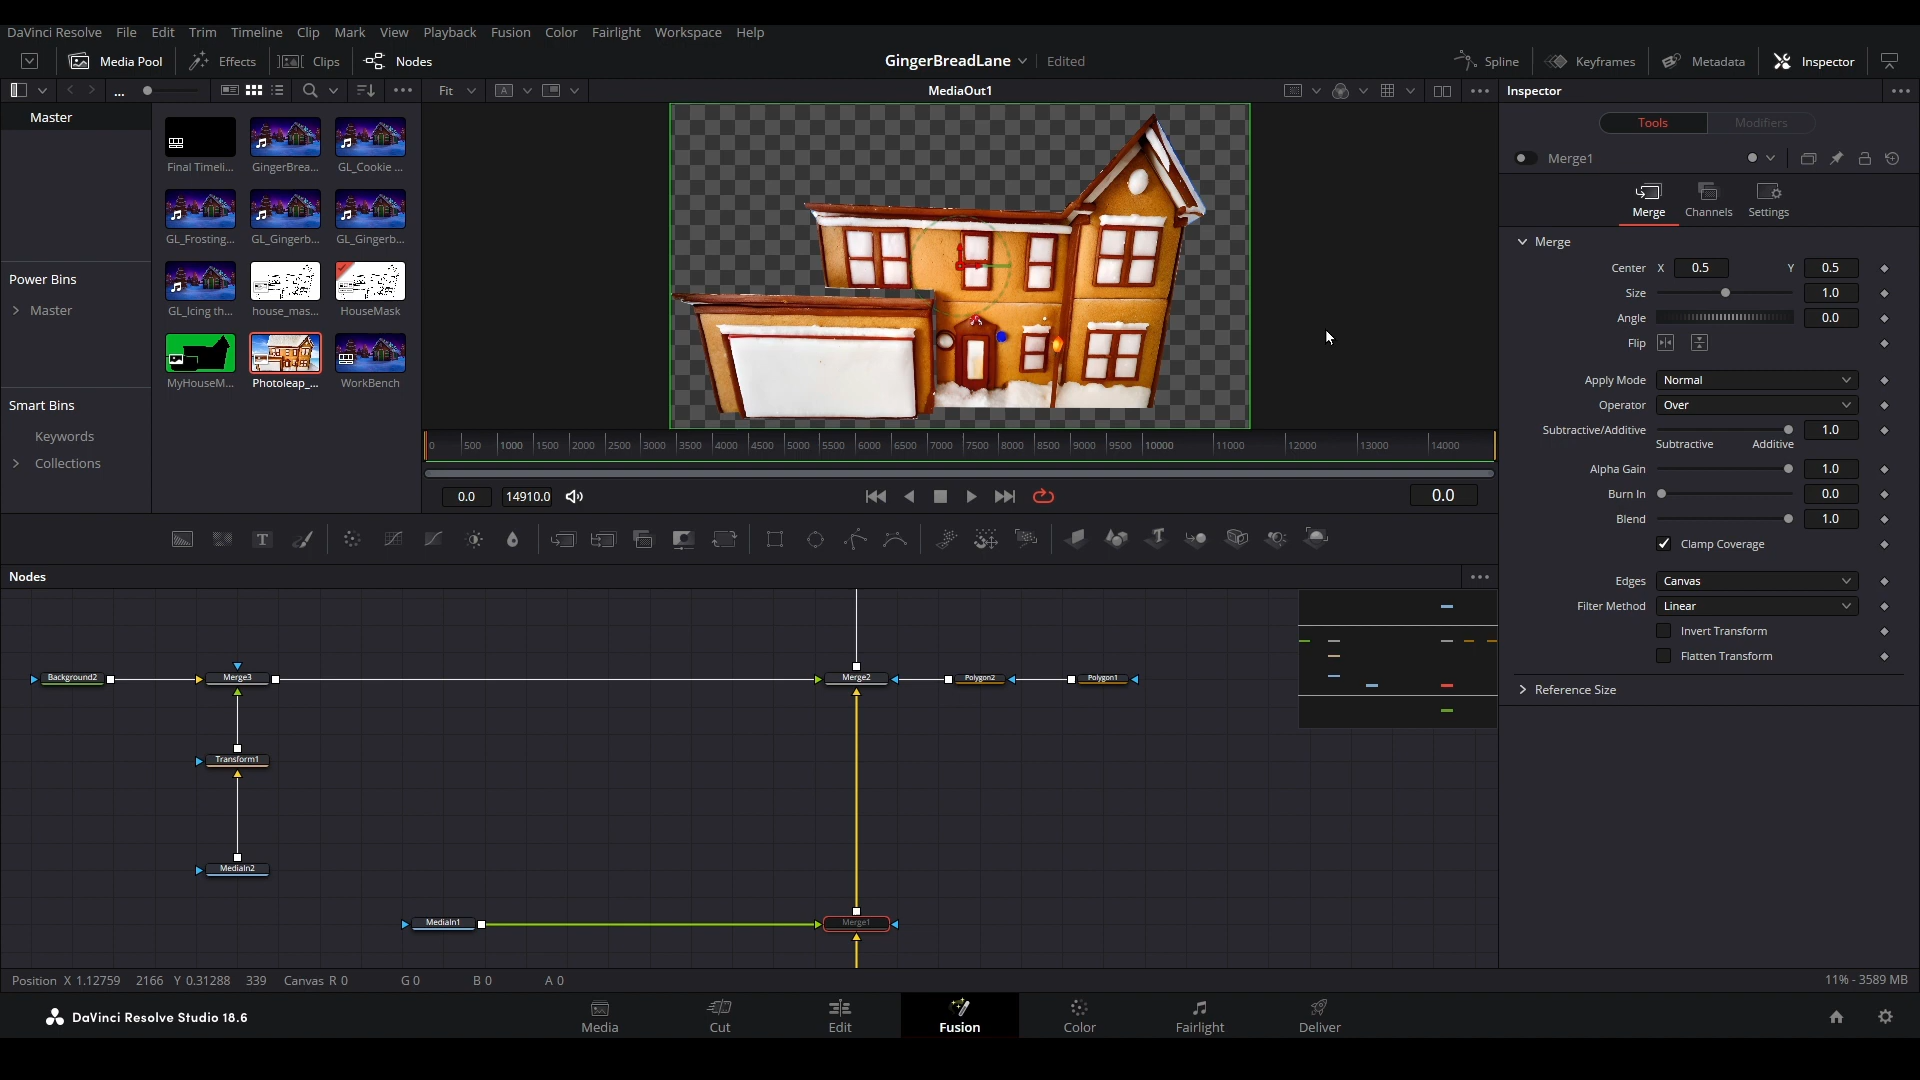 DaVinci Resolve File Edit Trim Timeline Clip Mark View Playback Fusion Color Fairlight Workspace Help
Media Pool Effects Clips Nodes GingerBreadLane Edited Spline Keyframes Metadata Inspector
... Fit A MediaOut1 Inspector
Master
Tools Modifiers
Final Timeli... GingerBrea... GL_Cookie ...
Merge1
GL_Frosting... GL_Gingerb... GL_Gingerb...
Merge Channels Settings
Merge
Power Bins
Center X 0.5 Y 0.5
Size 1.0
Master
GL_Icing th... house_mas... HouseMask
Angle 0.0
Flip
MyHouseM... Photoleap_... WorkBench
Apply Mode Normal
Smart Bins
Operator Over
Keywords
Subtractive/Additive 1.0
Subtractive Additive
0 500 1000 1500 2000 2500 3000 3500 4000 4500 5000 5500 6000 6500 7000 7500 8000 8500 9000 9500 10000 11000 12000 13000 14000
Collections
Alpha Gain 1.0
0.0 14910.0 0.0
Burn In 0.0
Blend 1.0
T T
Clamp Coverage
Nodes
Edges Canvas
Filter Method Linear
Invert Transform
Flatten Transform
Background2 Merge3 Merge2 Polygon2 Polygon1
Reference Size
Transform1
MediaIn2
MediaIn1 Merge1
Position X 1.12759 2166 Y 0.31288 339 Canvas R 0 G 0 B 0 A 0 11% - 3589 MB
DaVinci Resolve Studio 18.6 Media Cut Edit Fusion Color Fairlight Deliver